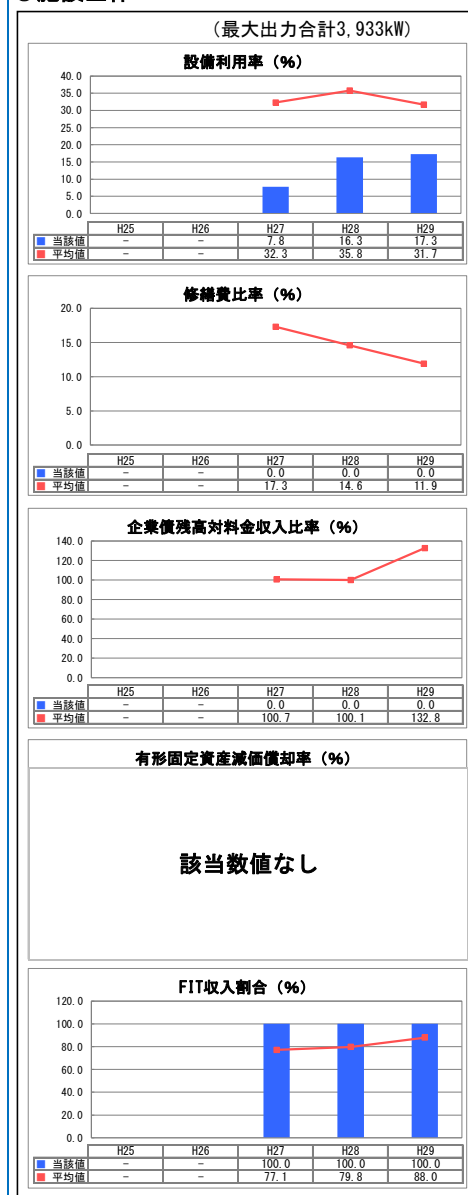 (最大出力合計3,933kW)
設備利用率 (%)
40.0
35.0
30.0
25.0
20.0
15.0
10.0
5.0
0.0
H25 H26 H27 H28 H29
当該値 - - 7.8 16.3 17.3
平均値 - - 32.3 35.8 31.7
修繕費比率 (%)
20.0
15.0
10.0
5.0
0.0
H25 H26 H27 H28 H29
当該値 - - 0.0 0.0 0.0
平均値 - - 17.3 14.6 11.9
企業債残高対料金収入比率 (%)
140.0
120.0
100.0
80.0
60.0
40.0
20.0
0.0
H25 H26 H27 H28 H29
当該値 - - 0.0 0.0 0.0
平均値 - - 100.7 100.1 132.8
有形固定資産減価償却率 (%)
該当数値なし
FIT収入割合 (%)
120.0
100.0
80.0
60.0
40.0
20.0
0.0
H25 H26 H27 H28 H29
当該値 - - 100.0 100.0 100.0
平均値 - - 77.1 79.8 88.0